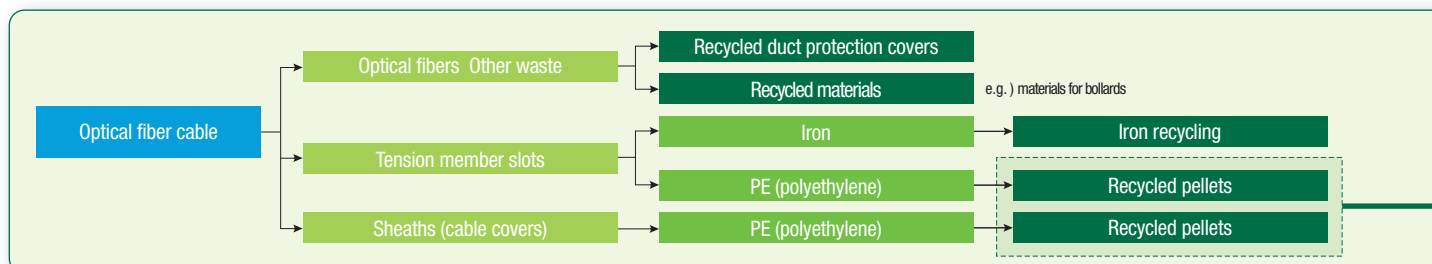 Optical fiber cable
Optical fibers  Other waste
Recycled duct protection covers
Recycled materials
e.g. ) materials for bollards
Tension member slots
Iron
Iron recycling
PE (polyethylene)
Recycled pellets
Sheaths (cable covers)
PE (polyethylene)
Recycled pellets